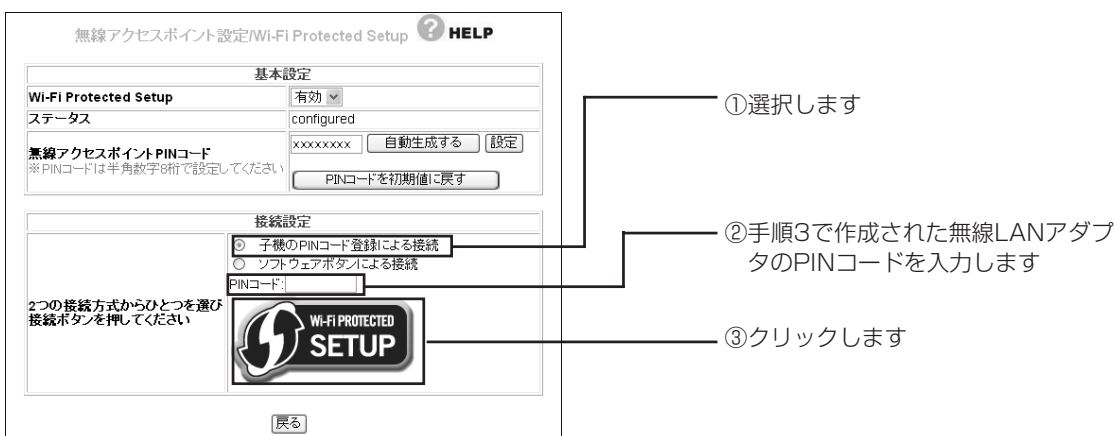 無線アクセスポイント設定/Wi-Fi Protected Setup ? HELP
基本設定
Wi-Fi Protected Setup 有効
ステータス configured
無線アクセスポイントPINコード
※PINコードは半角数字8桁で設定してください
xxxxxxxx 自動生成する 設定
PINコードを初期値に戻す
接続設定
2つの接続方式からひとつを選び
接続ボタンを押してください
子機のPINコード登録による接続
ソフトウェアボタンによる接続
PINコード:
WI-FI PROTECTED
SETUP
戻る
①選択します
②手順3で作成された無線LANアダプ
タのPINコードを入力します
③クリックします